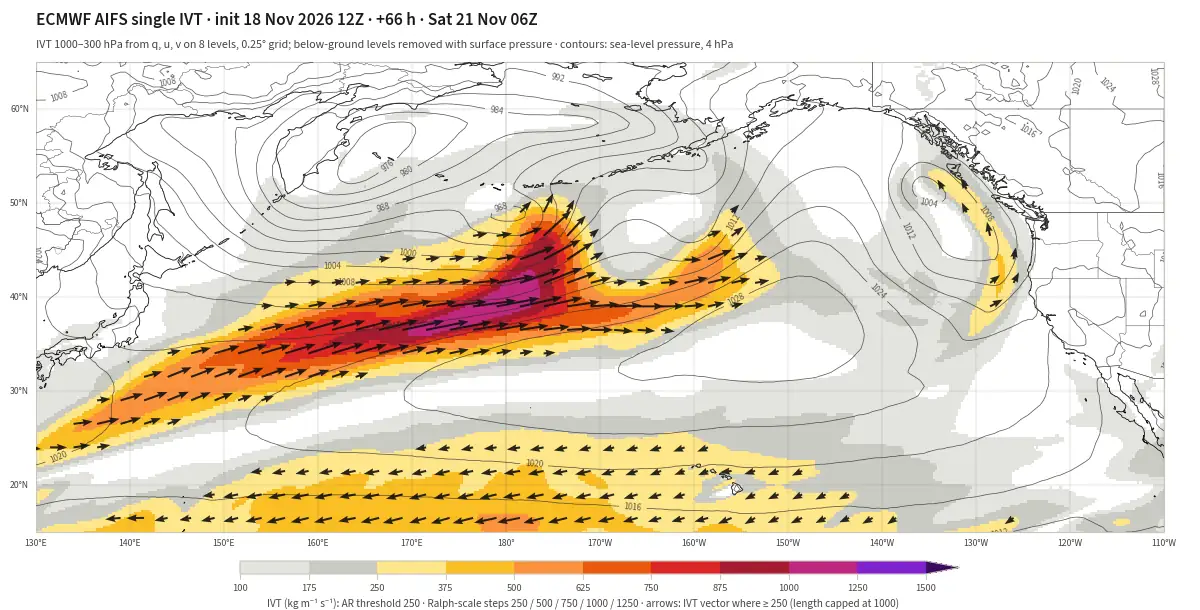 ECMWF AIFS single IVT · init 18 Nov 2026 12Z · +66 h · Sat 21 Nov 06Z
IVT 1000–300 hPa from q, u, v on 8 levels, 0.25° grid; below-ground levels removed with surface pressure · contours: sea-level pressure, 4 hPa
1008
992
1008
1020
1024
1028
60°N
984
1016
976
980
1016
50°N
988
968
1004
1008
1012
1012
1000
1004
1008
1024
40°N
1028
30°N
1020
1020
20°N
1016
130°E 140°E 150°E 160°E 170°E 180° 170°W 160°W 150°W 140°W 130°W 120°W 110°W
100 175 250 375 500 625 750 875 1000 1250 1500
IVT (kg m⁻¹ s⁻¹): AR threshold 250 · Ralph-scale steps 250 / 500 / 750 / 1000 / 1250 · arrows: IVT vector where ≥ 250 (length capped at 1000)